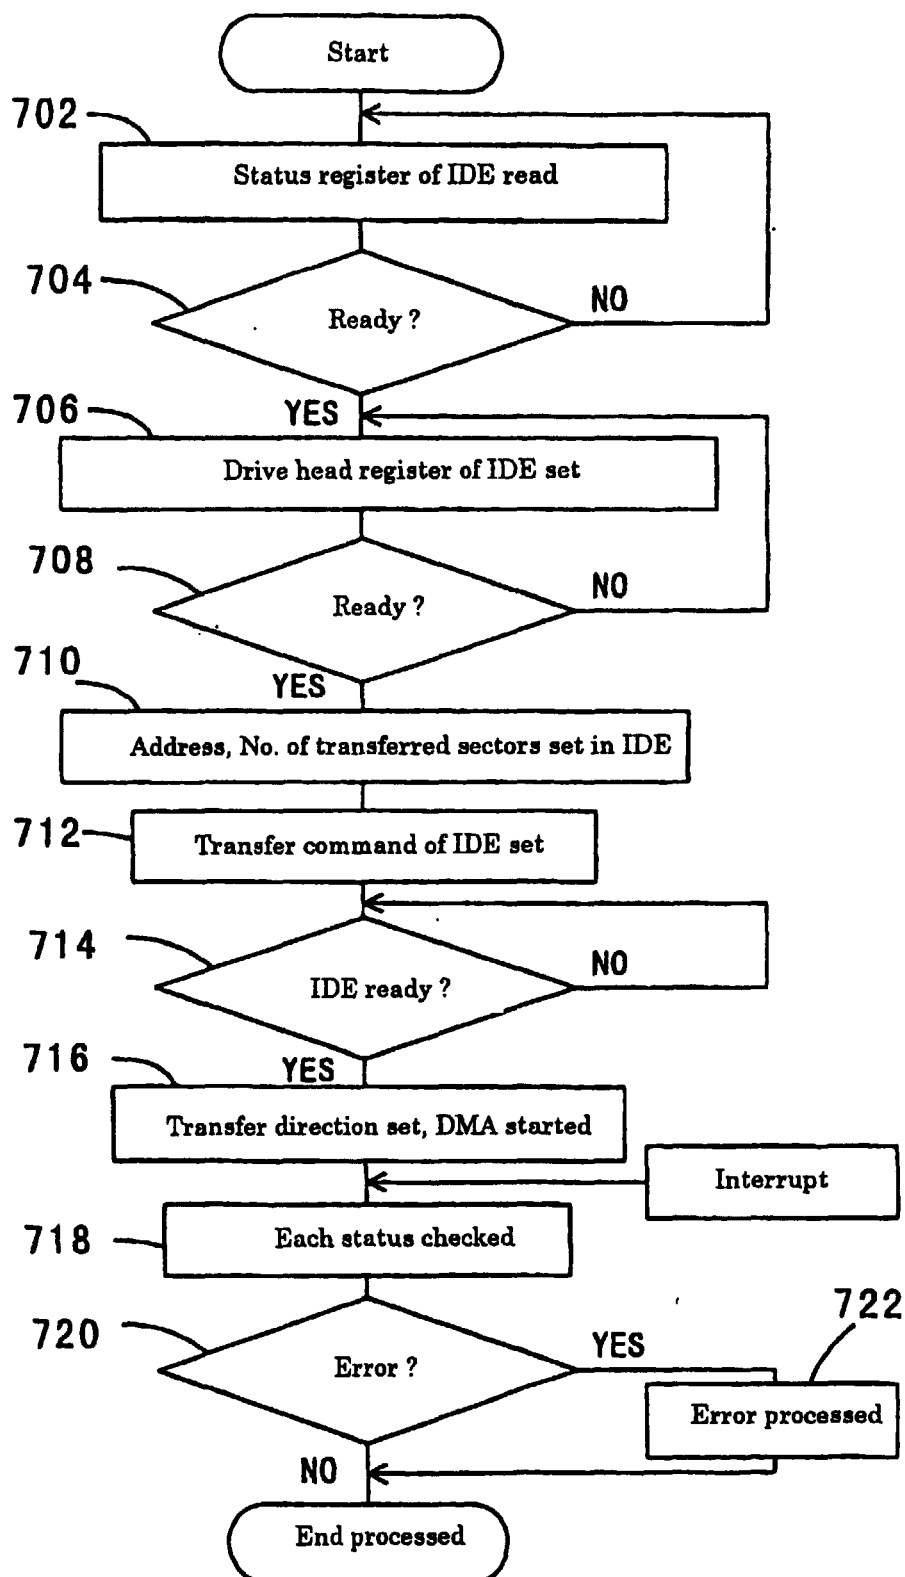 Start
702
Status register of IDE read
704
Ready ?
NO
YES
706
Drive head register of IDE set
708
Ready ?
NO
YES
710
Address, No. of transferred sectors set in IDE
712
Transfer command of IDE set
714
IDE ready ?
NO
YES
716
Transfer direction set, DMA started
Interrupt
718
Each status checked
720
Error ?
YES
722
Error processed
NO
End processed